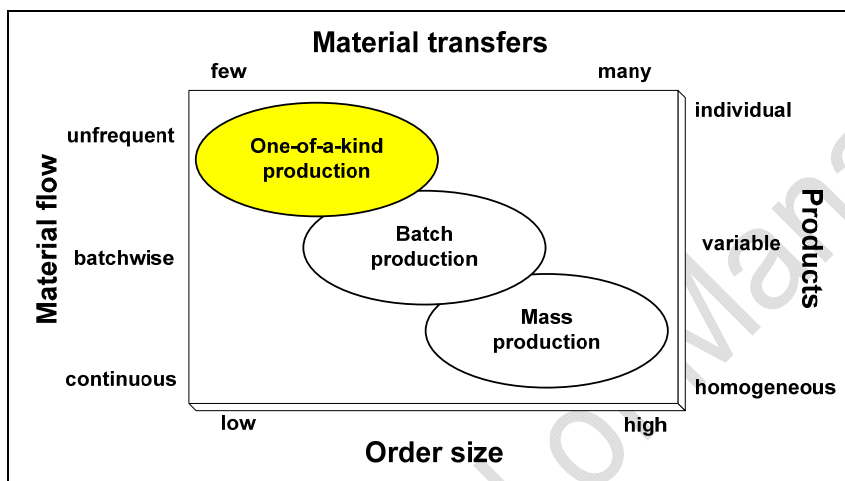 Material transfers
few
many
unfrequent
individual
One-of-a-kind
production
Material flow
Batch
production
batchwise
variable
Products
Mass
production
continuous
homogeneous
low
high
Order size